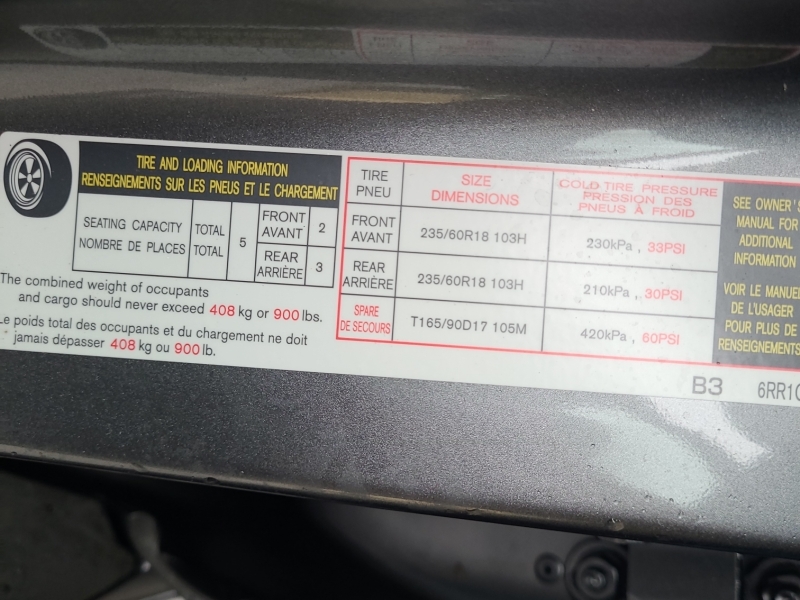 TIRE AND LOADING INFORMATION
RENSEIGNEMENTS SUR LES PNEUS ET LE CHARGEMENT
SEATING CAPACITY
NOMBRE DE PLACES
TOTAL
TOTAL
5
FRONT
AVANT
2
REAR
ARRIÈRE
3
The combined weight of occupants
and cargo should never exceed 408 kg or 900 lbs.
Le poids total des occupants et du chargement ne doit
jamais dépasser 408 kg ou 900 lb.
TIRE
PNEU
SIZE
DIMENSIONS
COLD TIRE PRESSURE
PRESSION DES
PNEUS À FROID
FRONT
AVANT
235/60R18 103H
230kPa , 33PSI
REAR
ARRIÈRE
235/60R18 103H
210kPa , 30PSI
SPARE
DE SECOURS
T165/90D17 105M
420kPa , 60PSI
SEE OWNER'S
MANUAL FOR
ADDITIONAL
INFORMATION
VOIR LE MANUEL
DE L'USAGER
POUR PLUS DE
RENSEIGNEMENTS
B3 6RR10